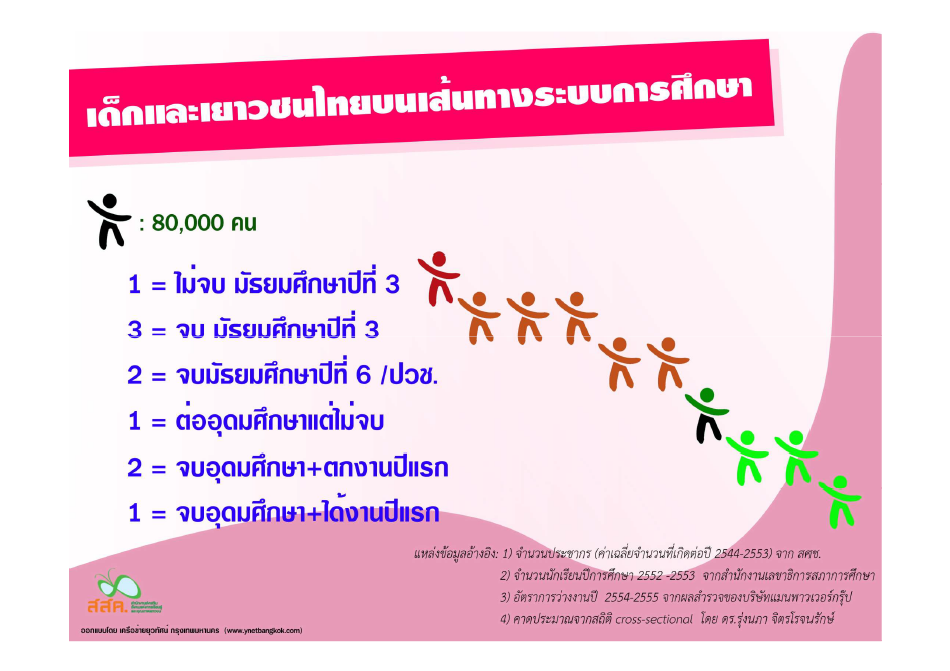 เด็กและเยาวชนไทยบนเส้นทางระบบการศึกษา
: 80,000 คน
1 = ไม่จบ มัธยมศึกษาปีที่ 3
3 = จบ มัธยมศึกษาปีที่ 3
2 = จบมัธยมศึกษาปีที่ 6 /ปวช.
1 = ต่ออุดมศึกษาแต่ไม่จบ
2 = จบอุดมศึกษา+ตกงานปีแรก
1 = จบอุดมศึกษา+ได้งานปีแรก
แหล่งข้อมูลอ้างอิง: 1) จำนวนประชากร (ค่าเฉลี่ยจำนวนที่เกิดต่อปี 2544-2553) จาก สศช.
2) จำนวนนักเรียนปีการศึกษา 2552 -2553 จากสำนักงานเลขาธิการสภาการศึกษา
3) อัตราการว่างงานปี 2554-2555 จากผลสำรวจของบริษัทแมนพาวเวอร์กรุ๊ป
4) คาดประมาณจากสถิติ cross-sectional โดย ดร.รุ่งนภา จิตรโรจนรักษ์
สสค.
ออกแบบโดย เครือข่ายยุวทัศน์ กรุงเทพมหานคร (www.ynetbangkok.com)